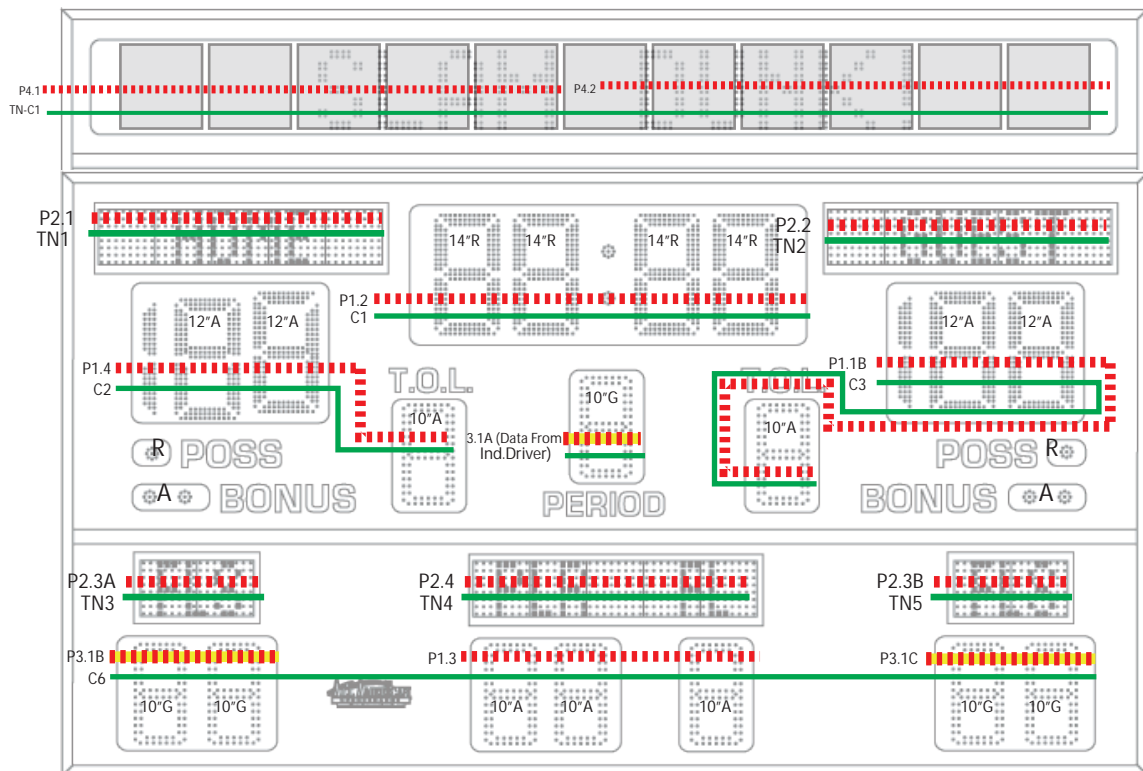 P4.1
P4.2
TN-C1
P2.1
TN1
14"R 14"R 14"R 14"R
P2.2
TN2
P1.2
C1
12"A 12"A
12"A 12"A
P1.4
C2
P1.1B
C3
T.O.L.
T.O.L.
10"A
10"G
10"A
3.1A (Data From
Ind.Driver)
R POSS
POSS R
A BONUS
PERIOD
BONUS A
P2.3A
TN3
P2.4
TN4
P2.3B
TN5
P3.1B
P1.3
P3.1C
C6
10"G 10"G
10"A 10"A
10"A
10"G 10"G